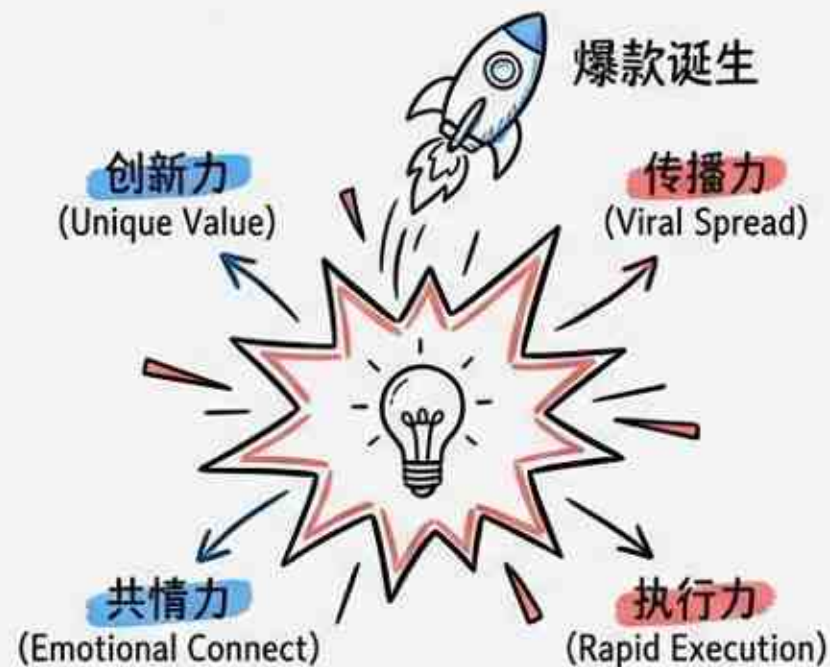 爆款诞生
创新力
(Unique Value)
传播力
(Viral Spread)
共情力
(Emotional Connect)
执行力
(Rapid Execution)